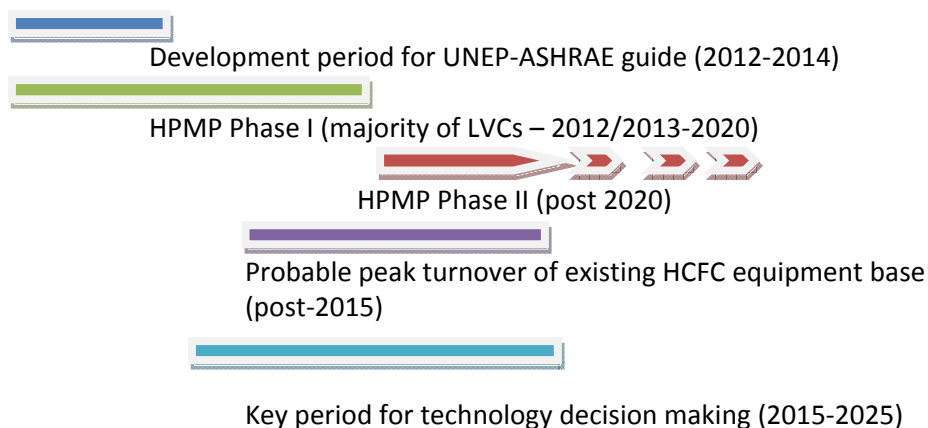 Development period for UNEP-ASHRAE guide (2012-2014)
HPMP Phase I (majority of LVCs – 2012/2013-2020)
HPMP Phase II (post 2020)
Probable peak turnover of existing HCFC equipment base
(post-2015)
Key period for technology decision making (2015-2025)